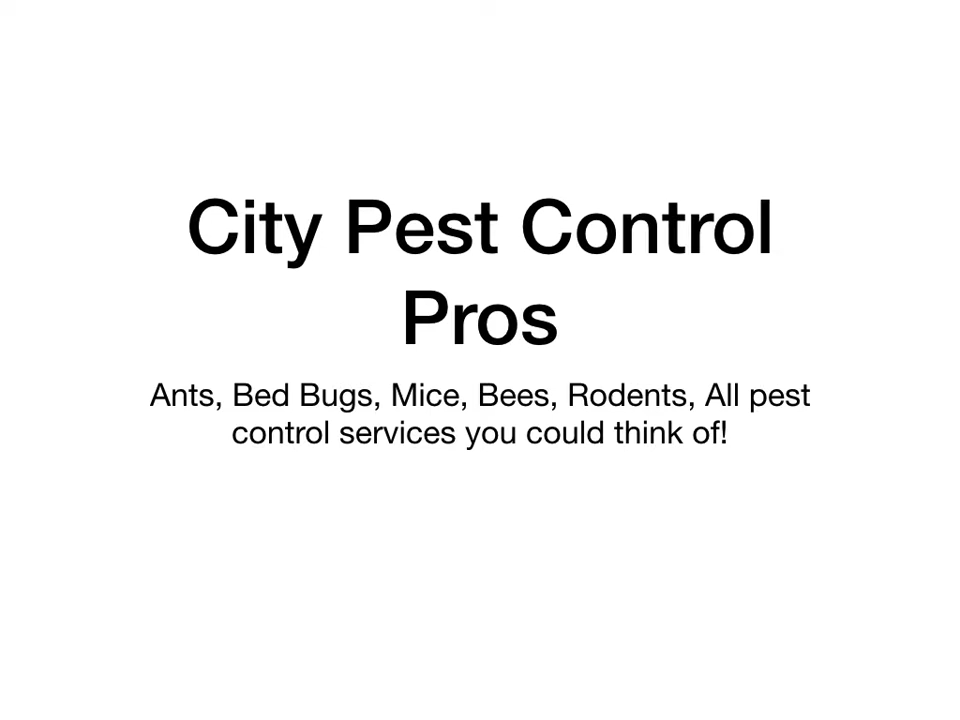 City Pest Control
Pros
Ants, Bed Bugs, Mice, Bees, Rodents, All pest
control services you could think of!